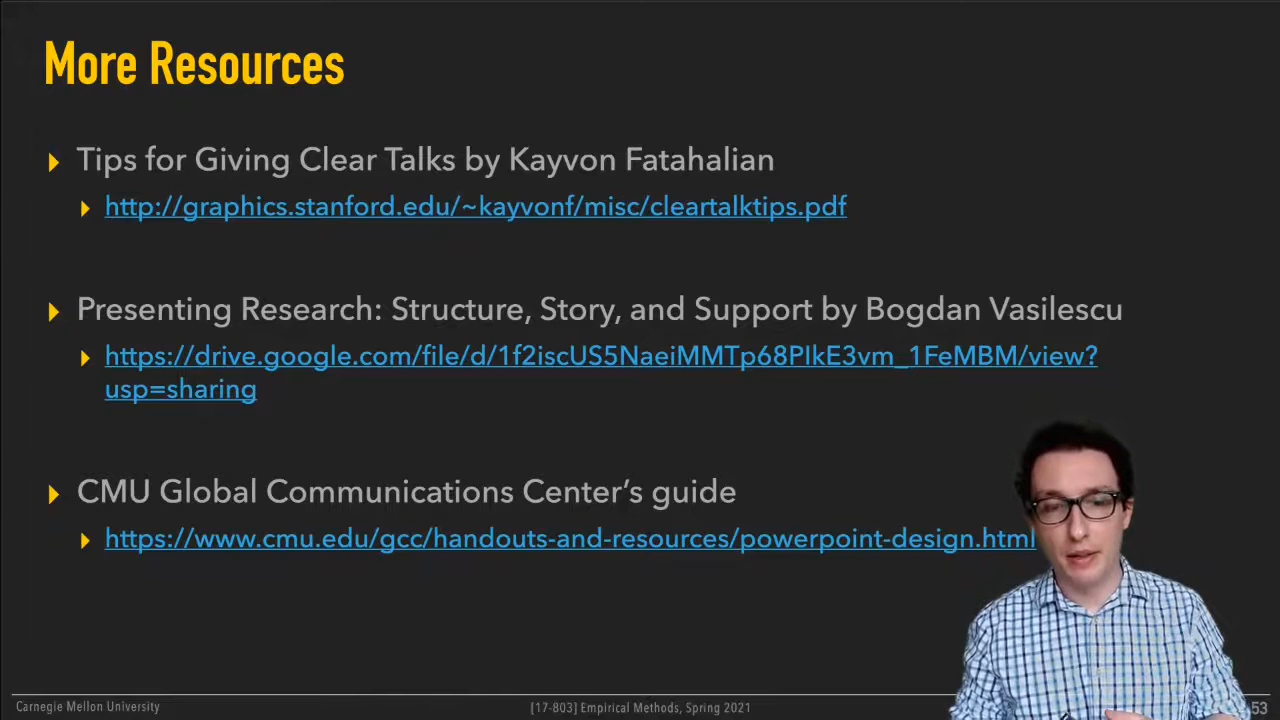 More Resources
Tips for Giving Clear Talks by Kayvon Fatahalian
http://graphics.stanford.edu/~kayvonf/misc/cleartalktips.pdf
Presenting Research: Structure, Story, and Support by Bogdan Vasilescu
https://drive.google.com/file/d/1f2iscUS5NaeiMMTp68PIkE3vm_1FeMBM/view?
usp=sharing
CMU Global Communications Center’s guide
https://www.cmu.edu/gcc/handouts-and-resources/powerpoint-design.html
Carnegie Mellon University
[17-803] Empirical Methods, Spring 2021
53